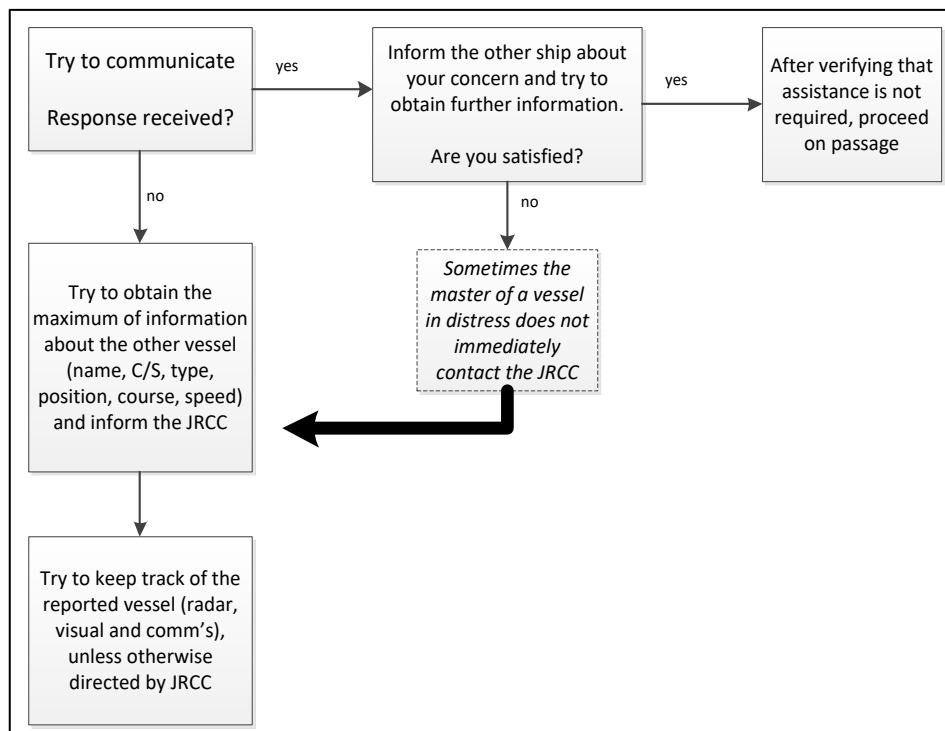 Try to communicate
Response received?
yes
Inform the other ship about
your concern and try to
obtain further information.
Are you satisfied?
yes
After verifying that
assistance is not
required, proceed
on passage
no
no
Try to obtain the
maximum of information
about the other vessel
(name, C/S, type,
position, course, speed)
and inform the JRCC
Sometimes the
master of a vessel
in distress does not
immediately
contact the JRCC
Try to keep track of the
reported vessel (radar,
visual and comm’s),
unless otherwise
directed by JRCC